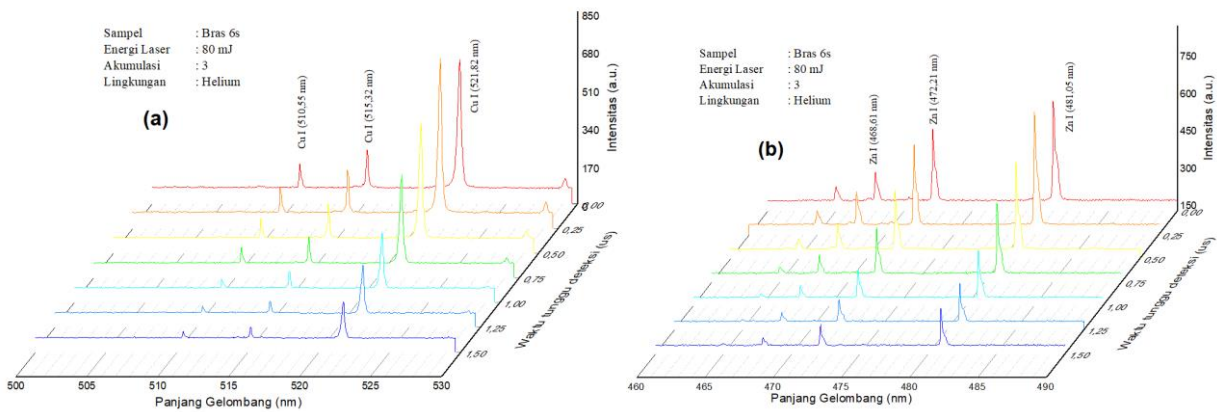 Sampel : Bras 6s
Energi Laser : 80 mJ
Akumulasi : 3
Lingkungan : Helium
(a)
Cu I (510,55 nm)
Cu I (515,32 nm)
Cu I (521,82 nm)
850
680
510
340
170
0
Intensitas (a.u.)
0,00
0,25
0,50
0,75
1,00
1,25
1,50
Waktu tunggu deteksi (us)
500 505 510 515 520 525 530
Panjang Gelombang (nm)
Sampel : Bras 6s
Energi Laser : 80 mJ
Akumulasi : 3
Lingkungan : Helium
(b)
Zn I (468,61 nm)
Zn I (472,21 nm)
Zn I (481,05 nm)
750
600
450
300
150
Intensitas (a.u.)
0,00
0,25
0,50
0,75
1,00
1,25
1,50
Waktu tunggu deteksi (us)
460 465 470 475 480 485 490
Panjang Gelombang (nm)